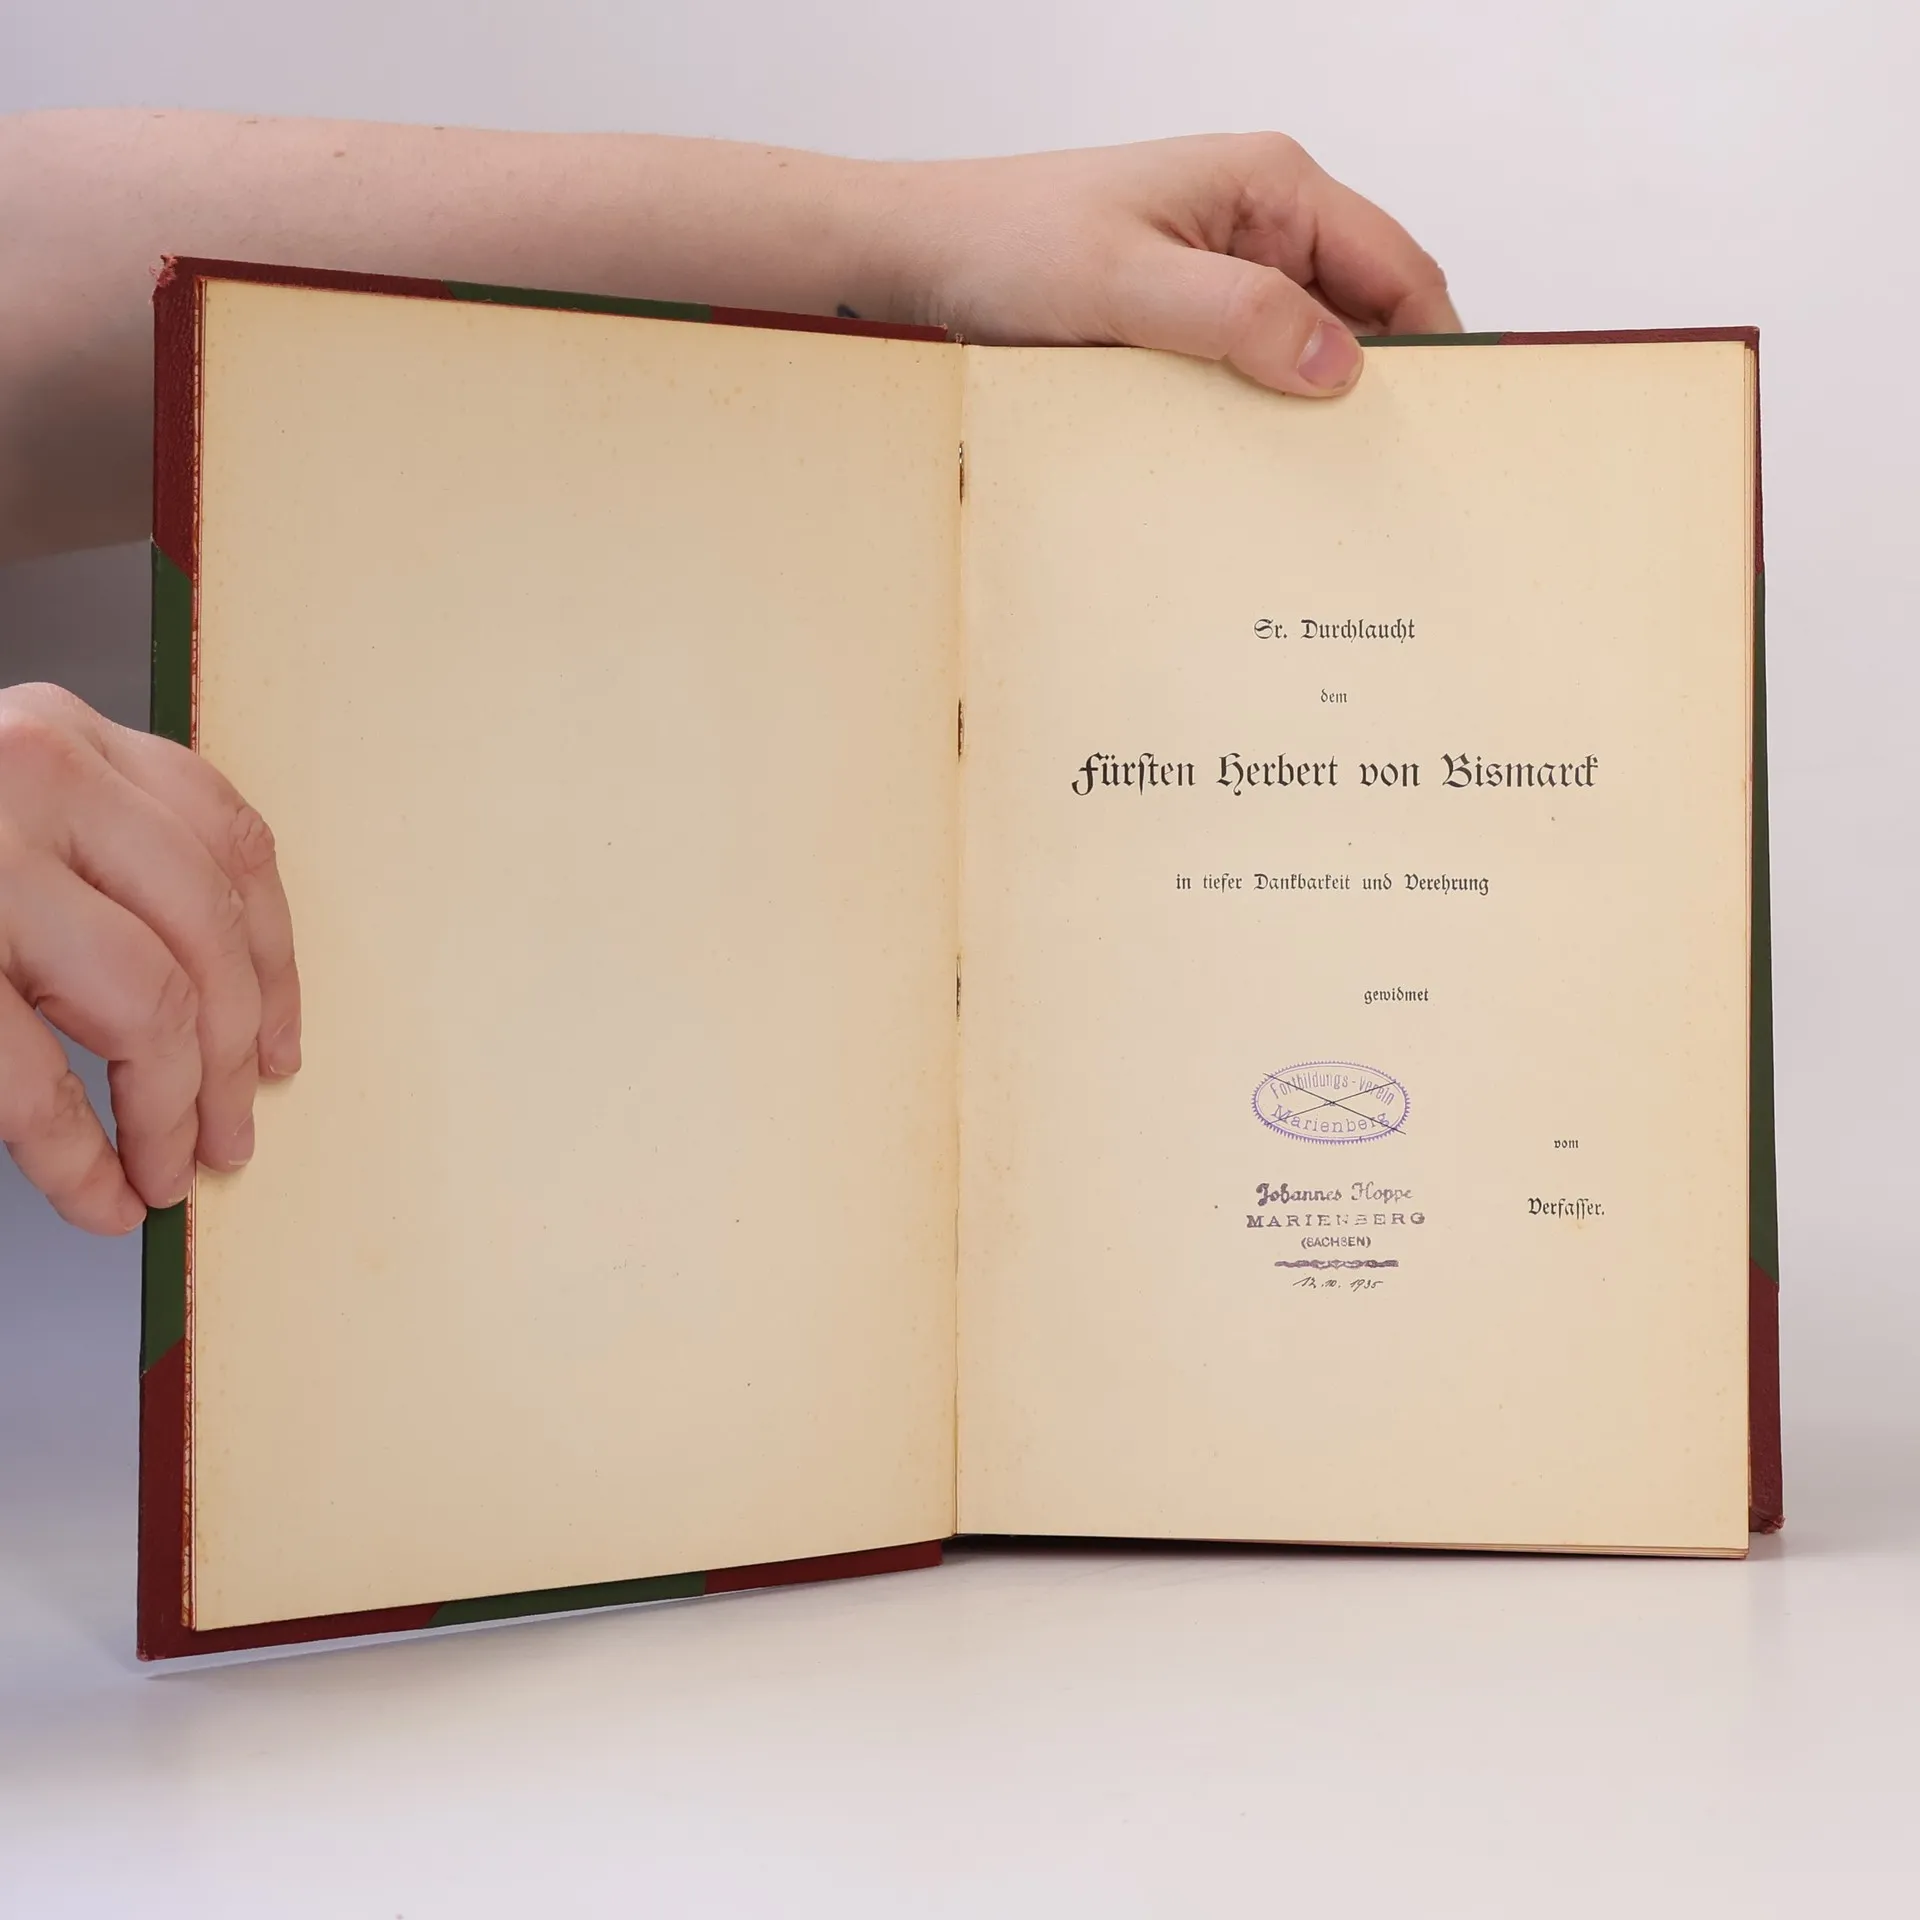 Sr. Durchlaucht
dem
Fürsten Herbert von Bismarck
in tiefer Dankbarkeit und Verehrung
gewidmet
Fortbildungs-Verein
zu
Marienberg
vom
Verfasser.
Johannes Hoppe
MARIENBERG
(SACHSEN)
12. 10. 1935